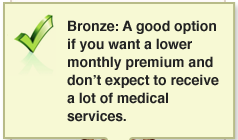 Bronze: A good option
if you want a lower
monthly premium and
don’t expect to receive
a lot of medical
services.